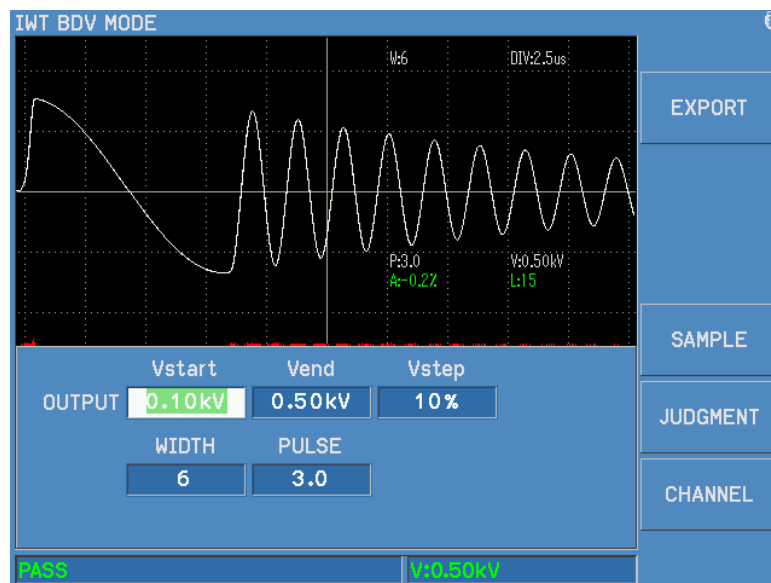 IWT BDV MODE
W:6 DIV:2.5us
EXPORT
P:3.0 V:0.50kV
A:-0.2% L:15
SAMPLE
Vstart Vend Vstep
OUTPUT 0.10kV 0.50kV 10%
JUDGMENT
WIDTH PULSE
6 3.0
CHANNEL
PASS V:0.50kV